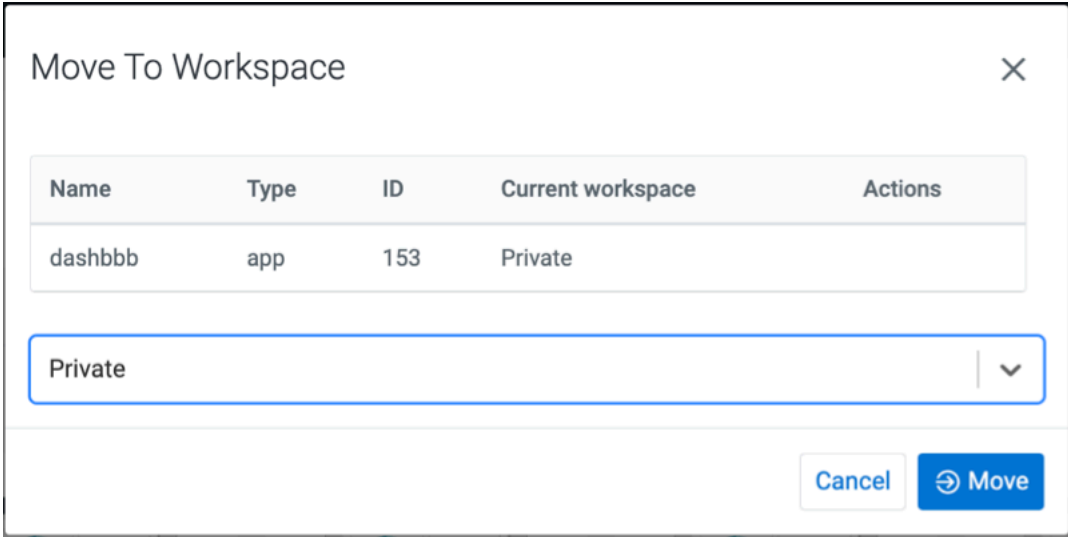 Move To Workspace
Name Type ID Current workspace Actions
dashbbb app 153 Private
Private
Cancel Move